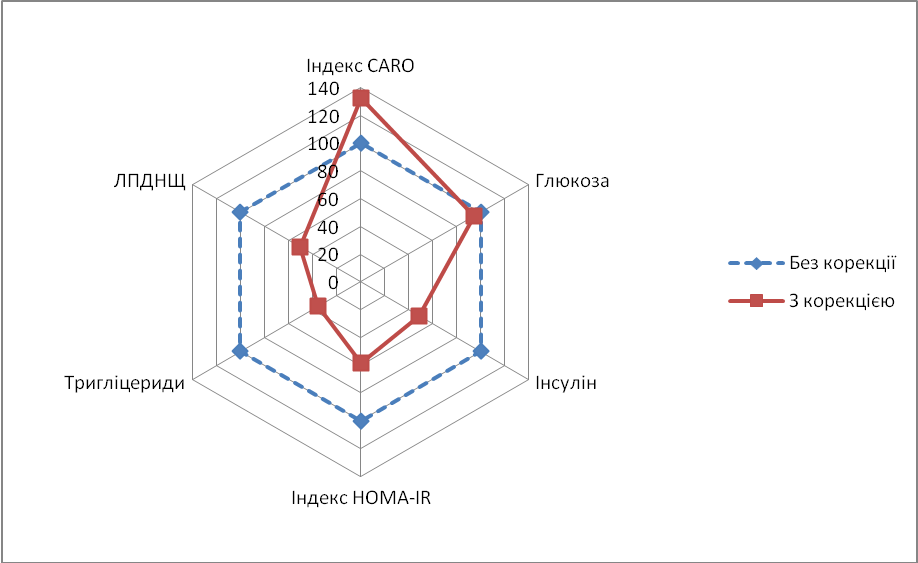 Індекс CARO
140
120
100
80
60
40
20
0
ЛПДНЩ
Глюкоза
Тригліцериди
Інсулін
Індекс HOMA-IR
Без корекції
З корекцією